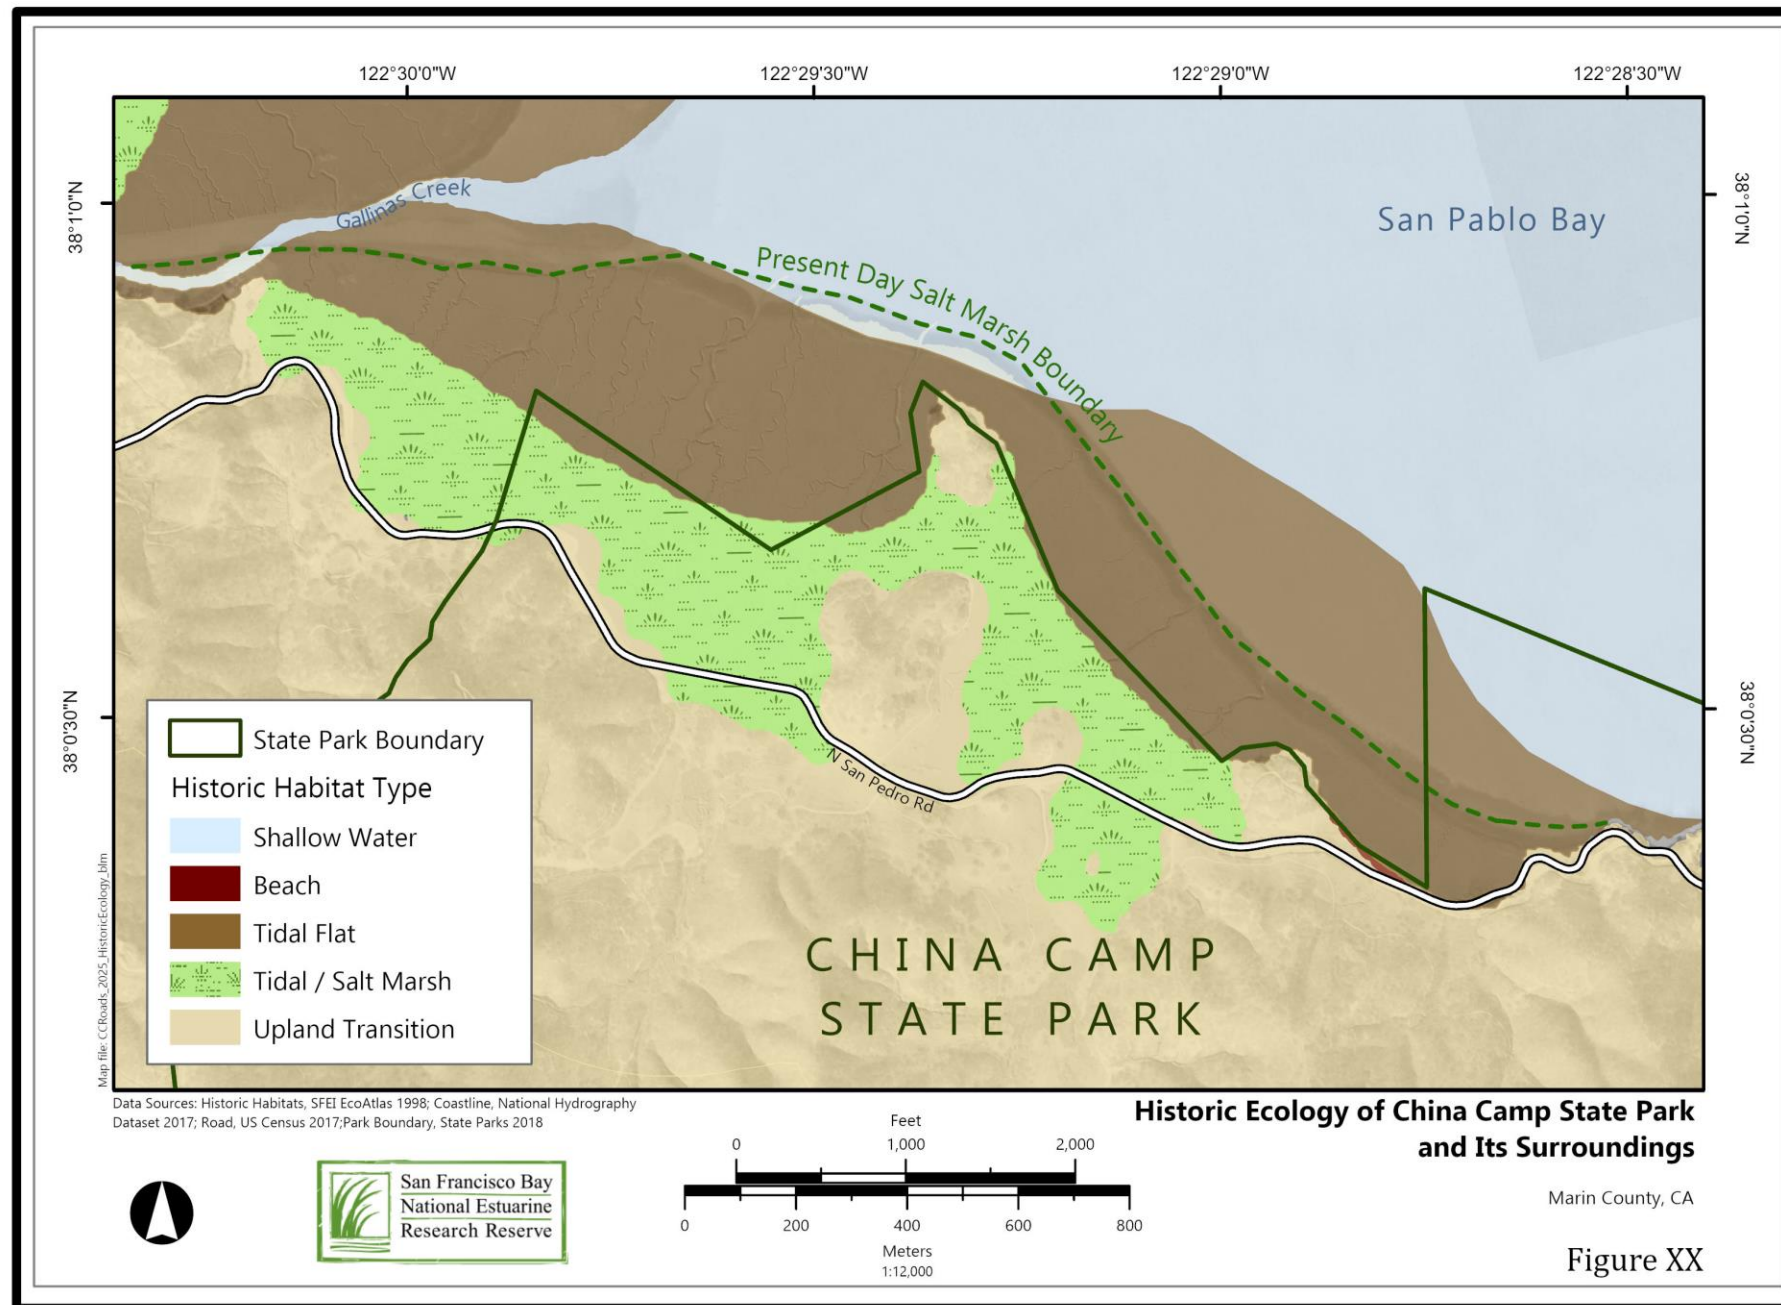 122°30'0"W
122°29'30"W
122°29'0"W
122°28'30"W
38°1'0"N
38°1'0"N
Gallinas Creek
San Pablo Bay
Present Day Salt Marsh Boundary
38°0'30"N
38°0'30"N
N San Pedro Rd
State Park Boundary
Historic Habitat Type
Shallow Water
Beach
Tidal Flat
Tidal / Salt Marsh
Upland Transition
CHINA CAMP
STATE PARK
Map file: CCRoads_2025_HistoricEcology_blm
Data Sources: Historic Habitats, SFEI EcoAtlas 1998; Coastline, National Hydrography
Dataset 2017; Road, US Census 2017;Park Boundary, State Parks 2018
San Francisco Bay
National Estuarine
Research Reserve
Feet
0 1,000 2,000
0 200 400 600 800
Meters
1:12,000
Historic Ecology of China Camp State Park
and Its Surroundings
Marin County, CA
Figure XX